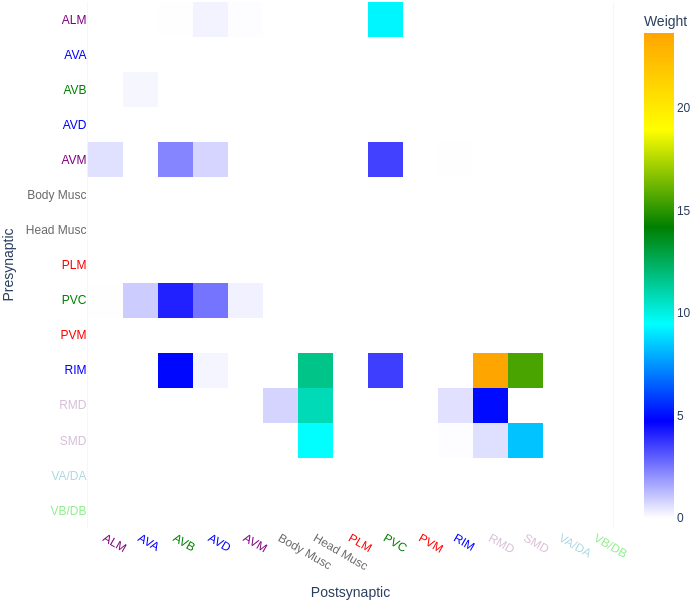 Weight
ALM
AVA
AVB
AVD
AVM
Body Musc
Head Musc
PLM
PVC
PVM
RIM
RMD
SMD
VA/DA
VB/DB
Presynaptic
20
15
10
5
0
ALM
AVA
AVB
AVD
AVM
Body Musc
Head Musc
PLM
PVC
PVM
RIM
RMD
SMD
VA/DA
VB/DB
Postsynaptic